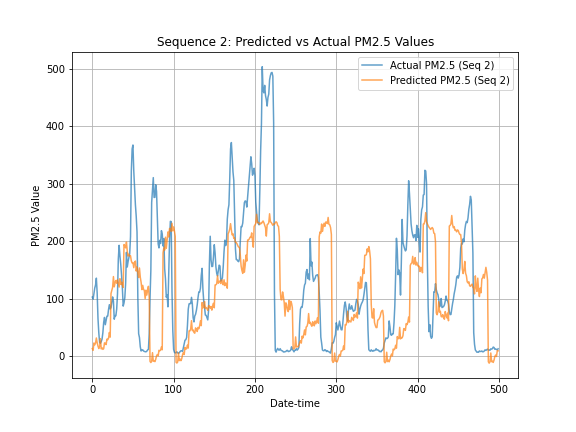 Sequence 2: Predicted vs Actual PM2.5 Values
Actual PM2.5 (Seq 2)
Predicted PM2.5 (Seq 2)
500
400
300
200
100
0
PM2.5 Value
0
100
200
300
400
500
Date-time